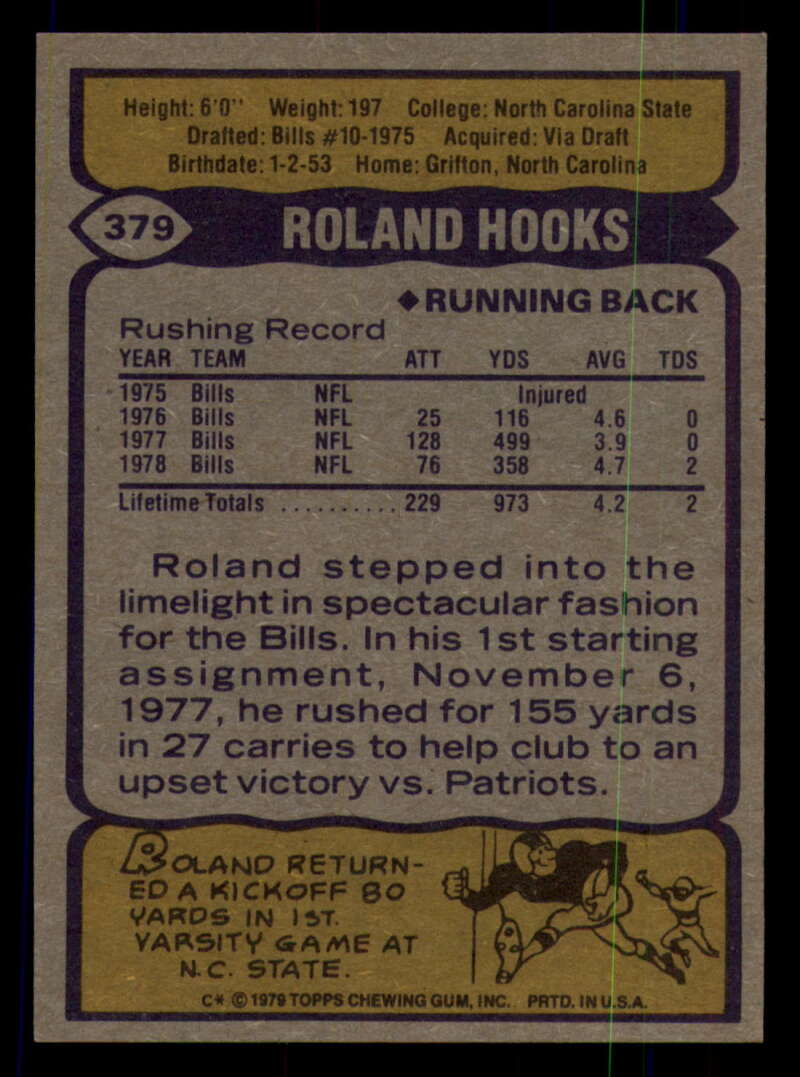 Height: 6'0" Weight: 197 College: North Carolina State
Drafted: Bills #10-1975 Acquired: Via Draft
Birthdate: 1-2-53 Home: Grifton, North Carolina
379 ROLAND HOOKS
◆RUNNING BACK
Rushing Record
YEAR TEAM ATT YDS AVG TDS
1975 Bills NFL Injured
1976 Bills NFL 25 116 4.6 0
1977 Bills NFL 128 499 3.9 0
1978 Bills NFL 76 358 4.7 2
Lifetime Totals .......... 229 973 4.2 2
Roland stepped into the
limelight in spectacular fashion
for the Bills. In his 1st starting
assignment, November 6,
1977, he rushed for 155 yards
in 27 carries to help club to an
upset victory vs. Patriots.
ROLAND RETURN-
ED A KICKOFF 80
YARDS IN 1ST.
VARSITY GAME AT
N.C. STATE.
C* © 1979 TOPPS CHEWING GUM, INC. PRTD. IN U.S.A.